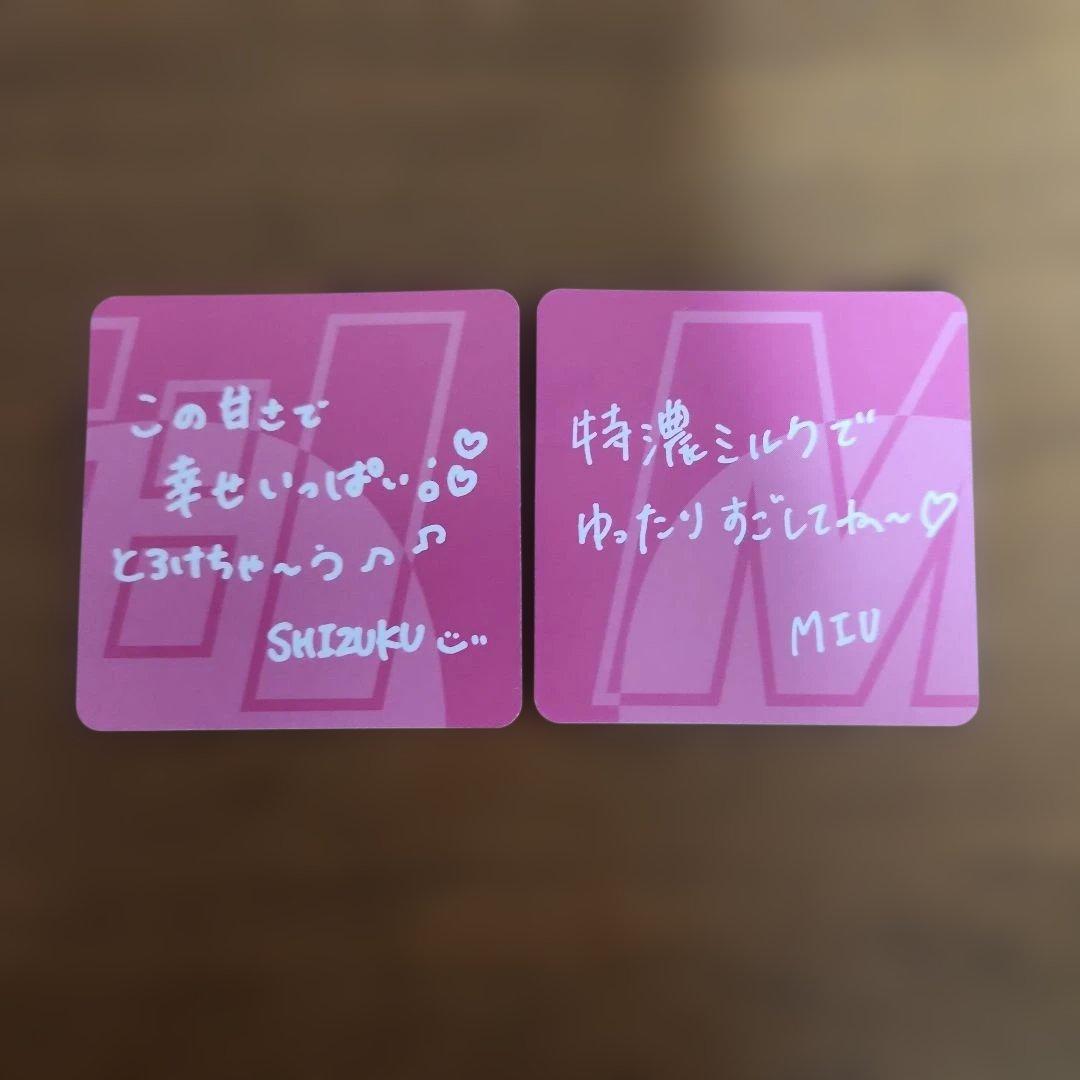 この甘さで
幸せいっぱい♡♡
とろけちゃ〜う♫♫
SHIZUKU
特濃ミルクで
ゆったりすごしてね〜♡
MIU